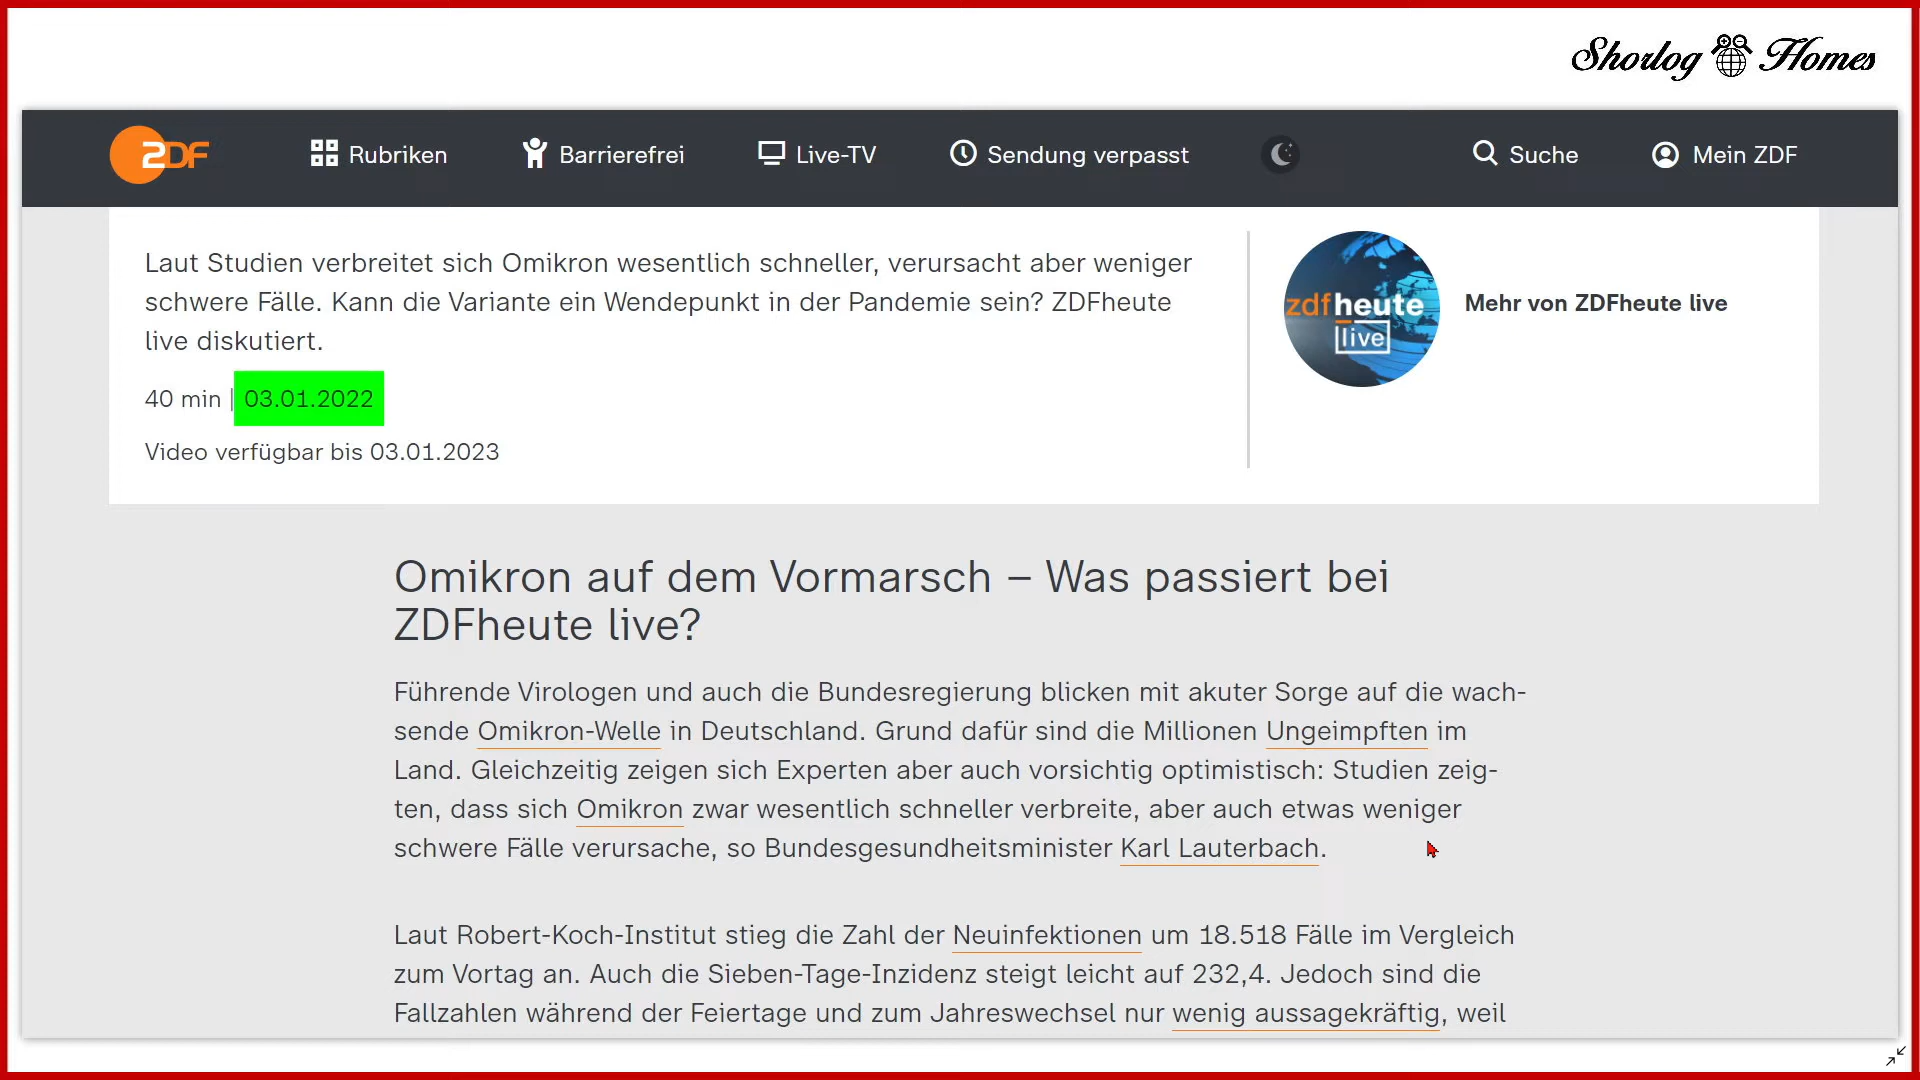 Shorlog Homes
ZDF Rubriken Barrierefrei Live-TV Sendung verpasst Suche Mein ZDF
Laut Studien verbreitet sich Omikron wesentlich schneller, verursacht aber weniger
schwere Fälle. Kann die Variante ein Wendepunkt in der Pandemie sein? ZDFheute
live diskutiert.
40 min | 03.01.2022
Video verfügbar bis 03.01.2023
zdfheute
live
Mehr von ZDFheute live
Omikron auf dem Vormarsch – Was passiert bei
ZDFheute live?
Führende Virologen und auch die Bundesregierung blicken mit akuter Sorge auf die wach-
sende Omikron-Welle in Deutschland. Grund dafür sind die Millionen Ungeimpften im
Land. Gleichzeitig zeigen sich Experten aber auch vorsichtig optimistisch: Studien zeig-
ten, dass sich Omikron zwar wesentlich schneller verbreite, aber auch etwas weniger
schwere Fälle verursache, so Bundesgesundheitsminister Karl Lauterbach.
Laut Robert-Koch-Institut stieg die Zahl der Neuinfektionen um 18.518 Fälle im Vergleich
zum Vortag an. Auch die Sieben-Tage-Inzidenz steigt leicht auf 232,4. Jedoch sind die
Fallzahlen während der Feiertage und zum Jahreswechsel nur wenig aussagekräftig, weil